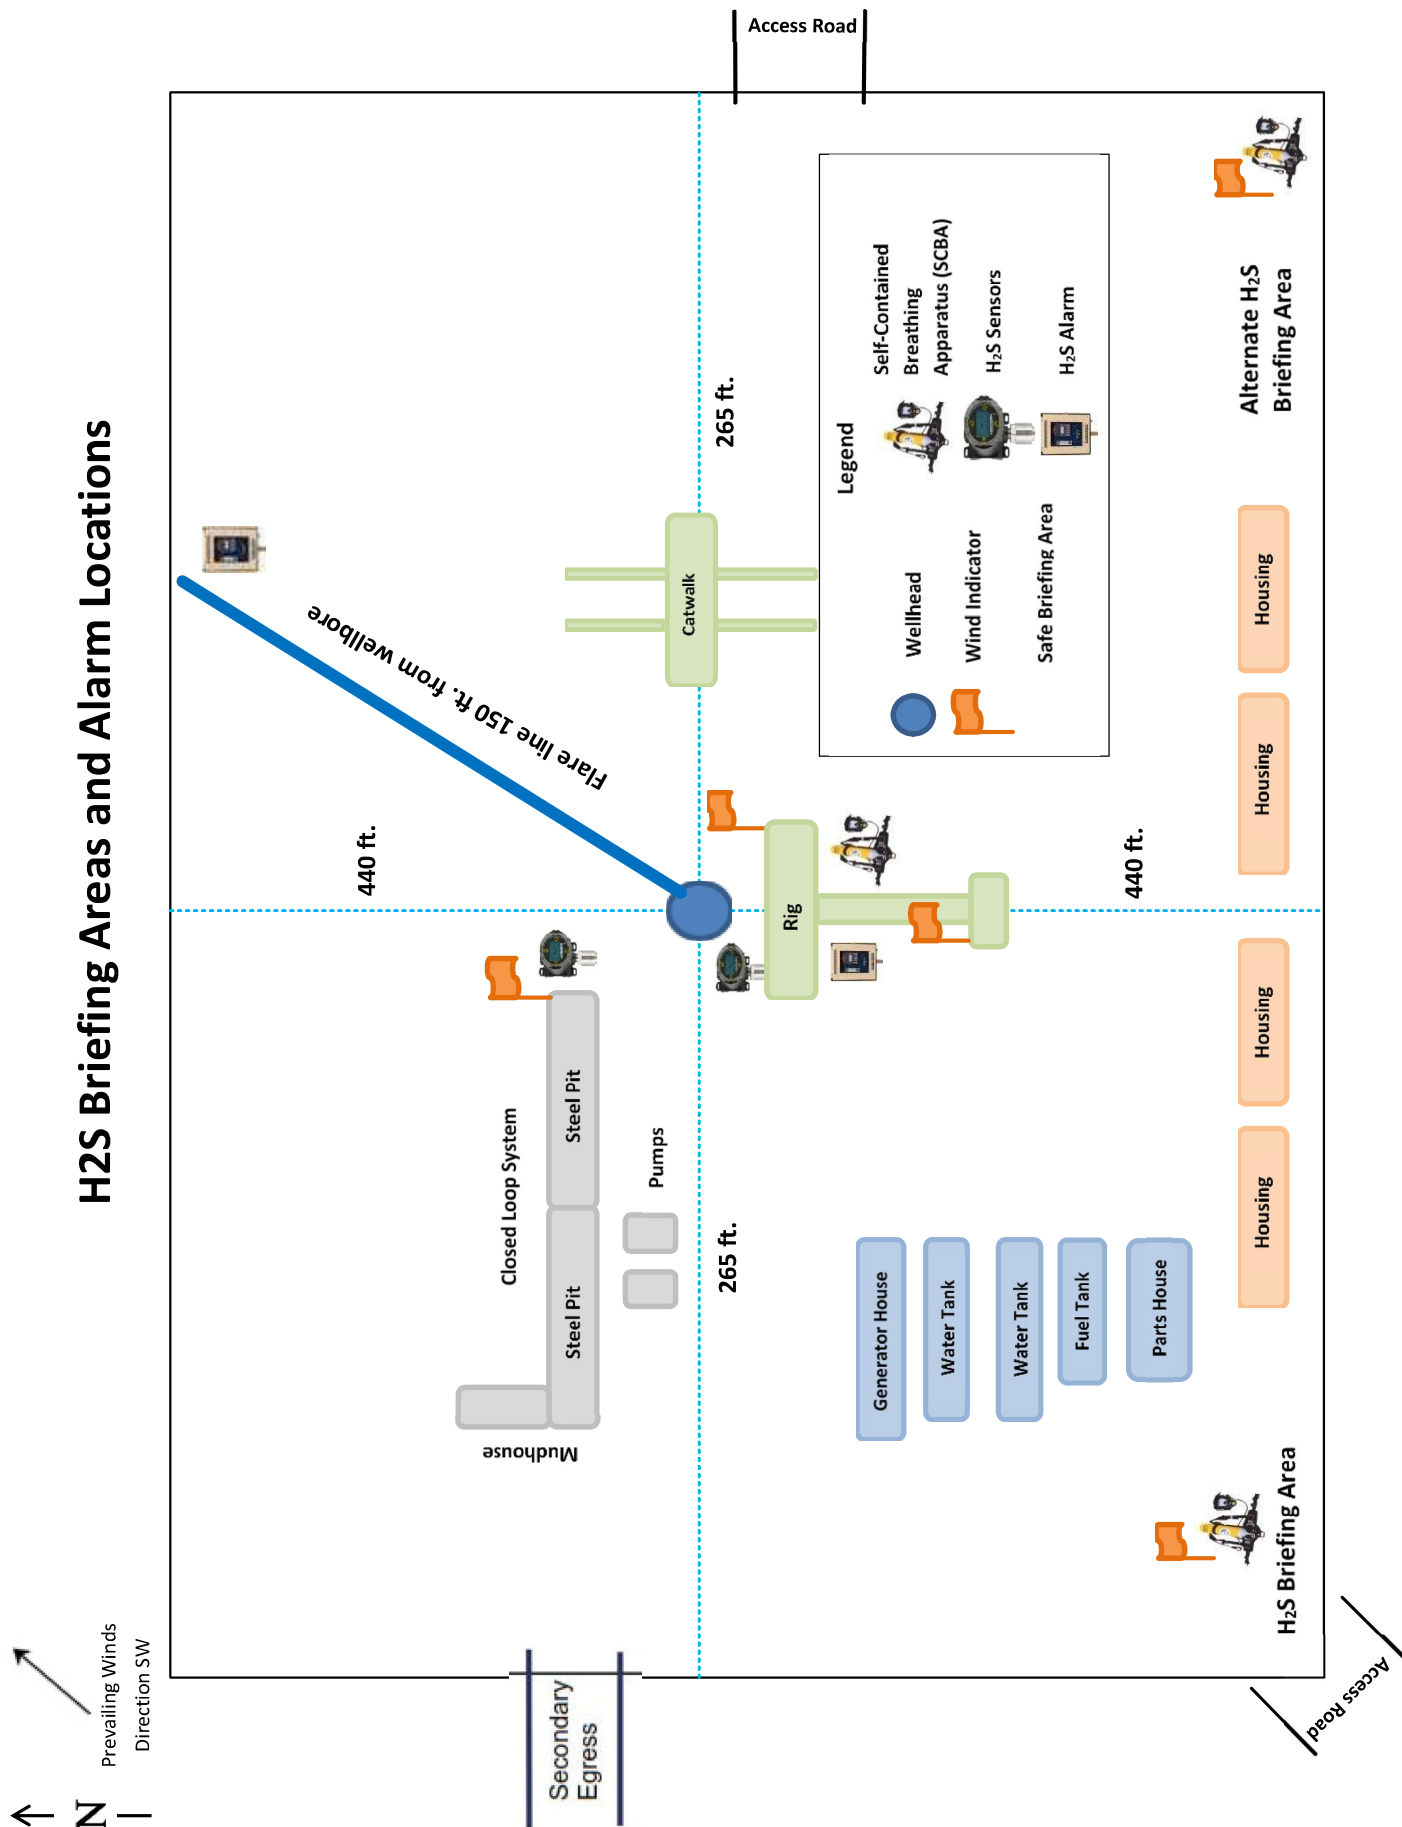 H2S Briefing Areas and Alarm Locations
N
Prevailing Winds
Direction SW
Secondary
Egress
Access Road
Access Road
440 ft.
440 ft.
265 ft.
265 ft.
Flare line 150 ft. from wellbore
Mudhouse
Closed Loop System
Steel Pit
Steel Pit
Pumps
Catwalk
Rig
Generator House
Water Tank
Water Tank
Fuel Tank
Parts House
Housing
Housing
Housing
Housing
H₂S Briefing Area
Alternate H₂S
Briefing Area
Legend
Wellhead
Wind Indicator
Safe Briefing Area
Self-Contained
Breathing
Apparatus (SCBA)
H₂S Sensors
H₂S Alarm